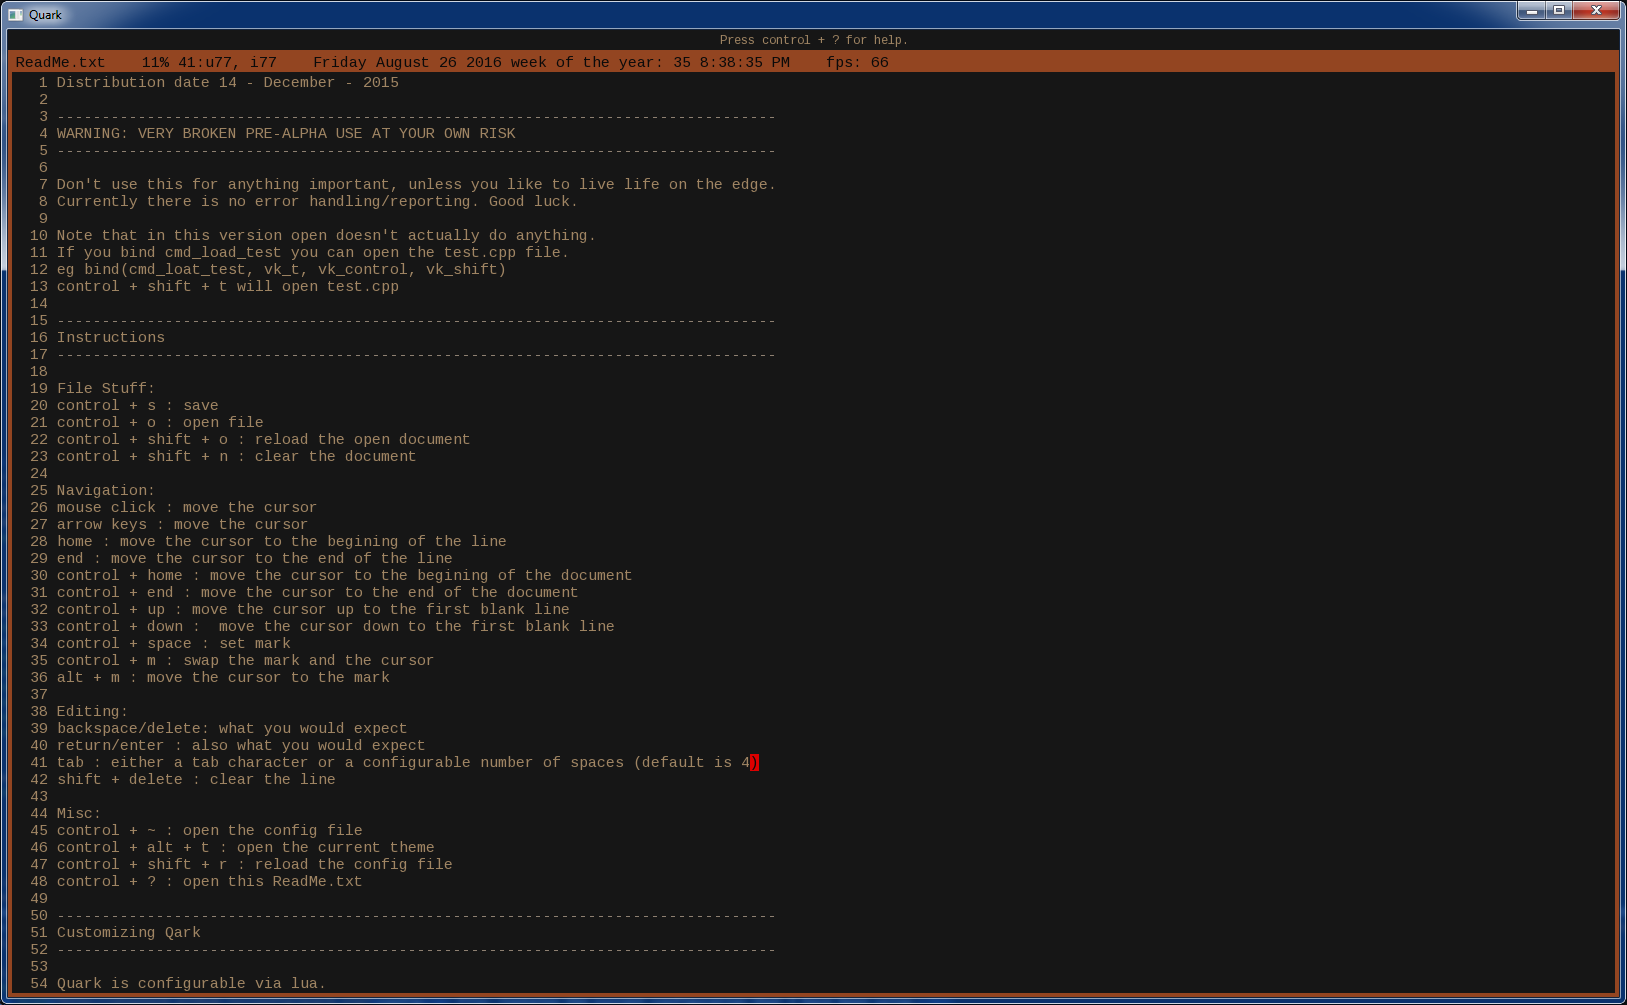 Quark
Press control + ? for help.
ReadMe.txt    11% 41:u77, i77    Friday August 26 2016 week of the year: 35 8:38:35 PM    fps: 66
1 Distribution date 14 - December - 2015
2
3 --------------------------------------------------------------------------------
4 WARNING: VERY BROKEN PRE-ALPHA USE AT YOUR OWN RISK
5 --------------------------------------------------------------------------------
6
7 Don't use this for anything important, unless you like to live life on the edge.
8 Currently there is no error handling/reporting. Good luck.
9
10 Note that in this version open doesn't actually do anything.
11 If you bind cmd_load_test you can open the test.cpp file.
12 eg bind(cmd_loat_test, vk_t, vk_control, vk_shift)
13 control + shift + t will open test.cpp
14
15 --------------------------------------------------------------------------------
16 Instructions
17 --------------------------------------------------------------------------------
18
19 File Stuff:
20 control + s : save
21 control + o : open file
22 control + shift + o : reload the open document
23 control + shift + n : clear the document
24
25 Navigation:
26 mouse click : move the cursor
27 arrow keys : move the cursor
28 home : move the cursor to the begining of the line
29 end : move the cursor to the end of the line
30 control + home : move the cursor to the begining of the document
31 control + end : move the cursor to the end of the document
32 control + up : move the cursor up to the first blank line
33 control + down :  move the cursor down to the first blank line
34 control + space : set mark
35 control + m : swap the mark and the cursor
36 alt + m : move the cursor to the mark
37
38 Editing:
39 backspace/delete: what you would expect
40 return/enter : also what you would expect
41 tab : either a tab character or a configurable number of spaces (default is 4)
42 shift + delete : clear the line
43
44 Misc:
45 control + ~ : open the config file
46 control + alt + t : open the current theme
47 control + shift + r : reload the config file
48 control + ? : open this ReadMe.txt
49
50 --------------------------------------------------------------------------------
51 Customizing Qark
52 --------------------------------------------------------------------------------
53
54 Quark is configurable via lua.